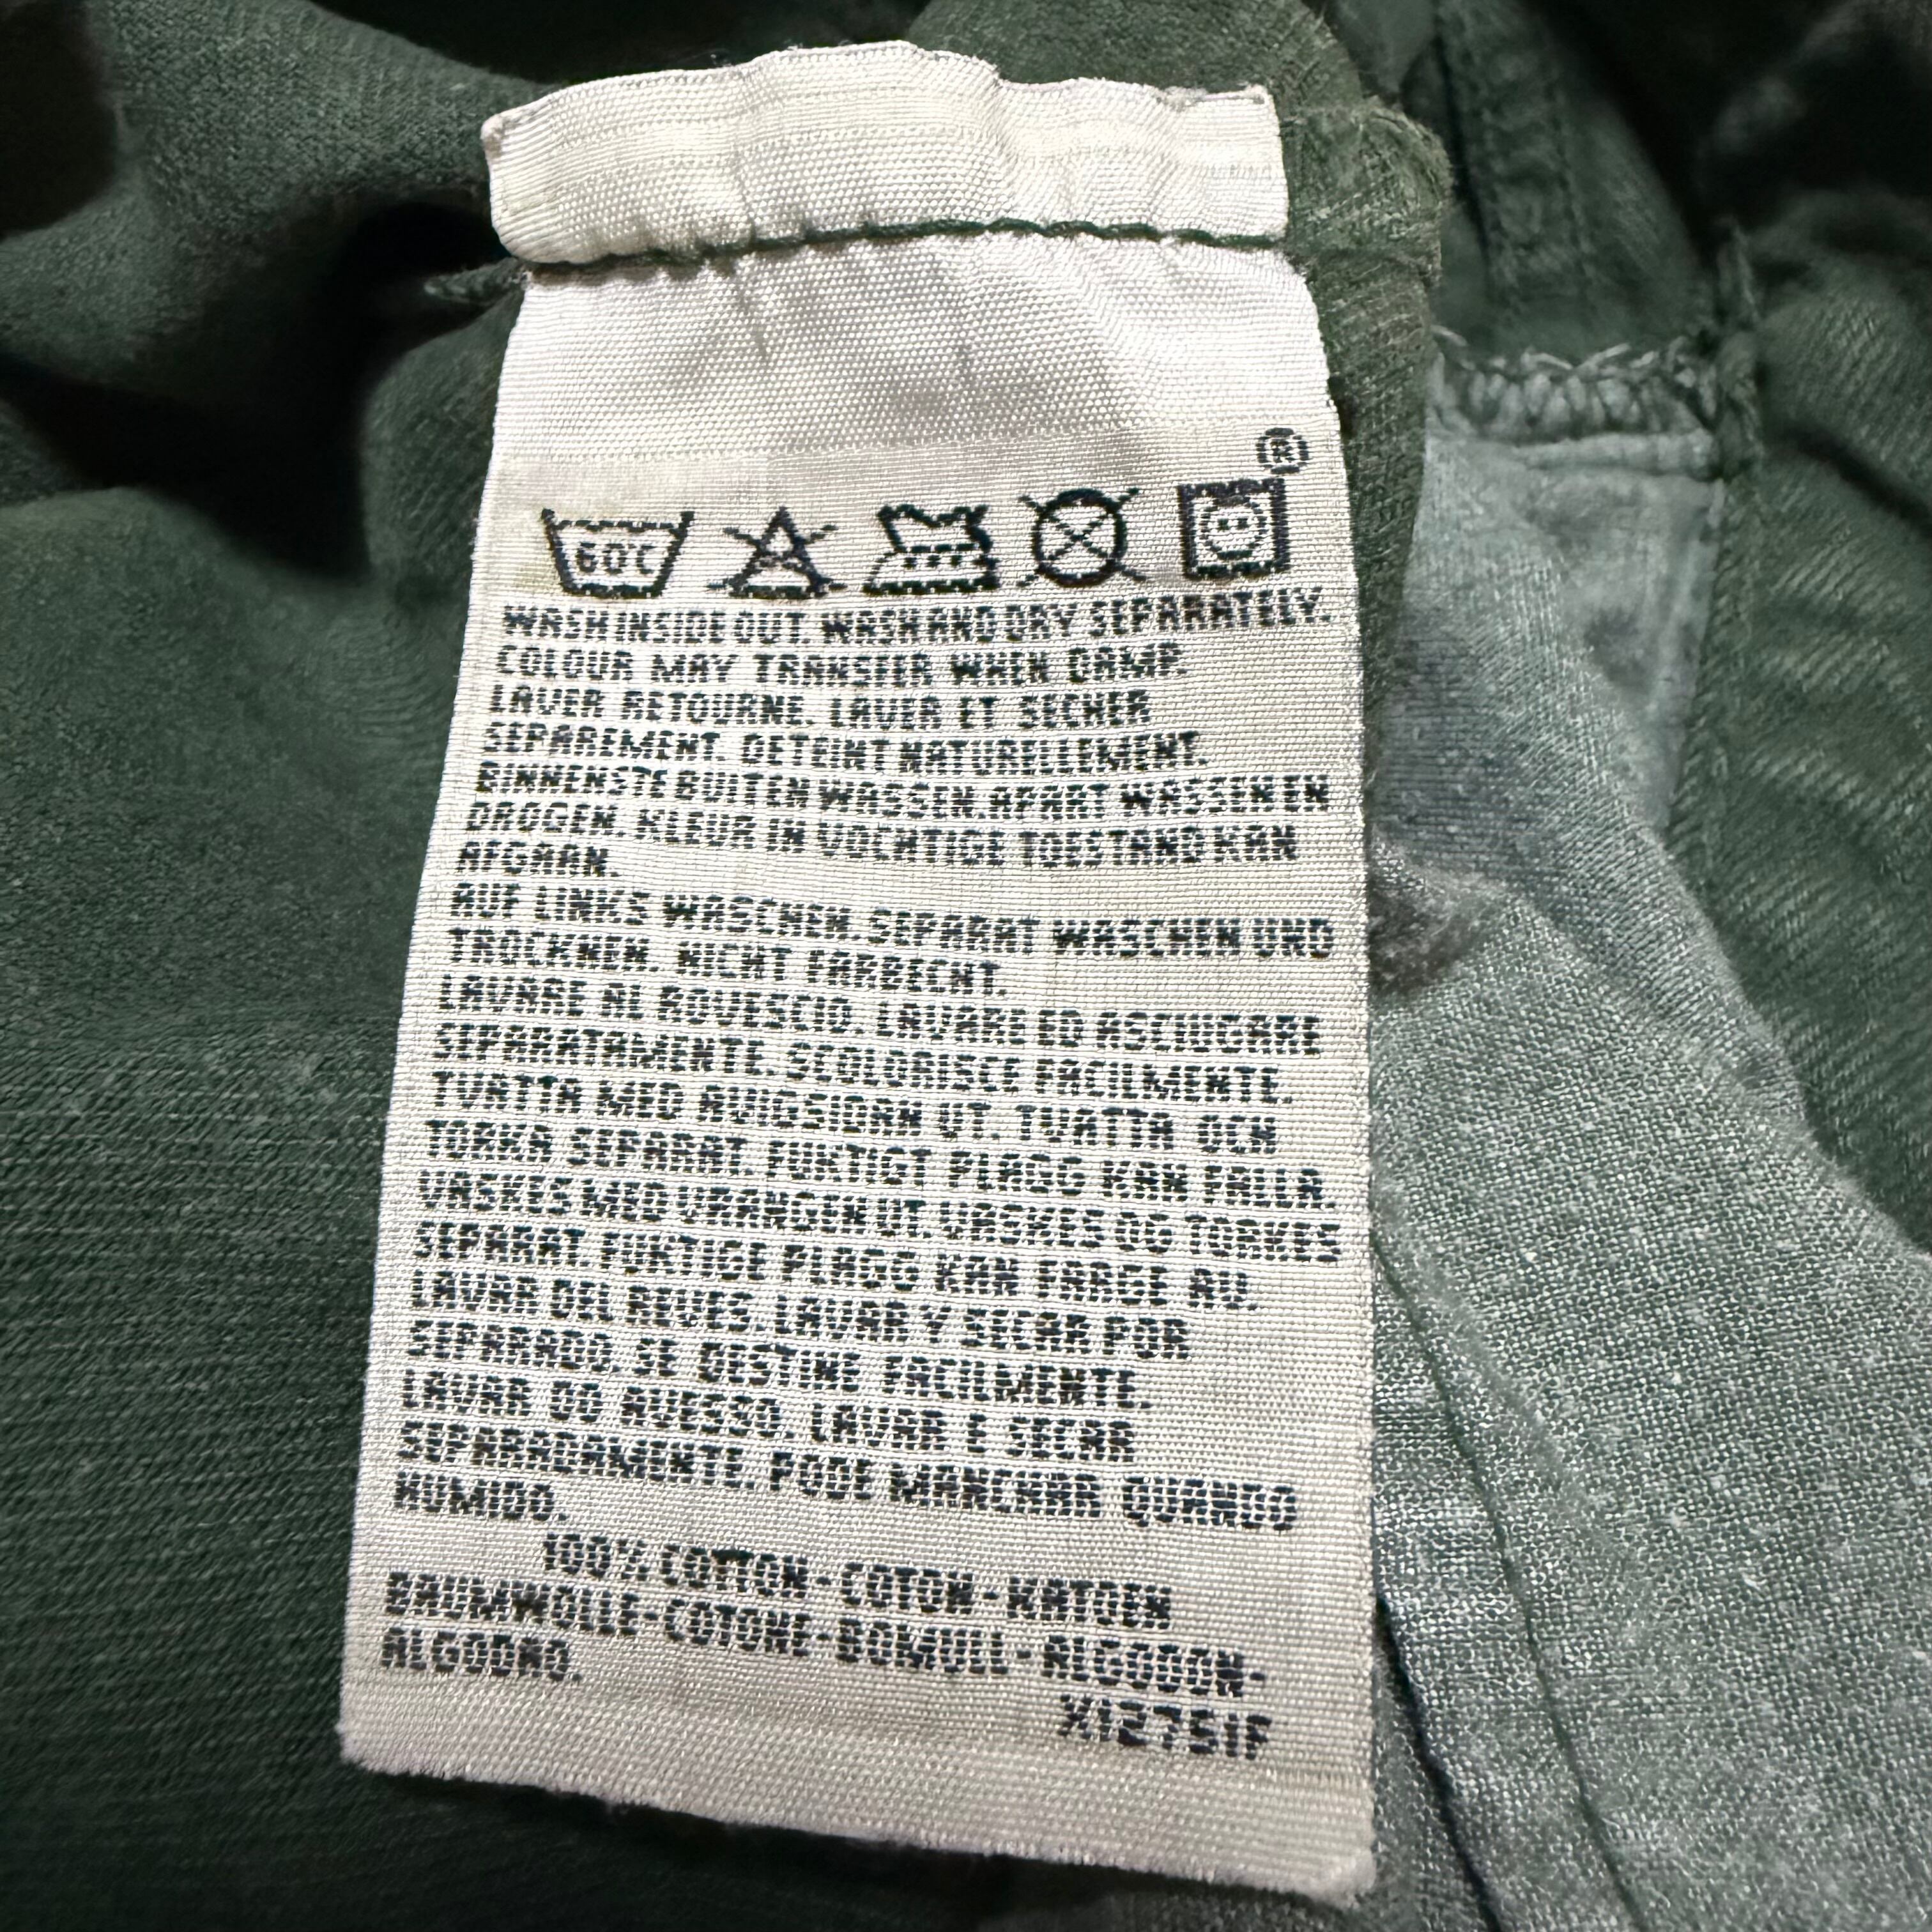 ®
60°C
WASH INSIDE OUT. WASH AND DRY SEPARATELY.
COLOUR MAY TRANSFER WHEN DAMP.
LAVER RETOURNE. LAVER ET SECHER
SEPAREMENT. DETEINT NATURELLEMENT.
BINNENSTE BUITEN WASSEN. APART WASSEN EN
DROGEN. KLEUR IN VOCHTIGE TOESTAND KAN
AFGAAN.
AUF LINKS WASCHEN. SEPARAT WASCHEN UND
TROCKNEN. NICHT FARBECHT.
LAVARE AL ROVESCIO. LAVARE ED ASCIUGARE
SEPARATAMENTE. SCOLORISCE FACILMENTE.
TVATTA MED AVIGSIDAN UT. TVATTA OCH
TORKA SEPARAT. FUKTIGT PLAGG KAN FALLA.
VASKES MED VRANGEN UT. VASKES OG TORKES
SEPARAT. FUKTIGE PLAGG KAN FARGE AV.
LAVAR DEL REVES. LAVAR Y SECAR POR
SEPARADO. SE DESTINE FACILMENTE.
LAVAR DO AVESSO. LAVAR E SECAR
SEPARADAMENTE. PODE MANCHAR QUANDO
HUMIDO.
100% COTTON-COTON-KATOEN
BAUMWOLLE-COTONE-BOMULL-ALGODON-
ALGODAO.
X12751F